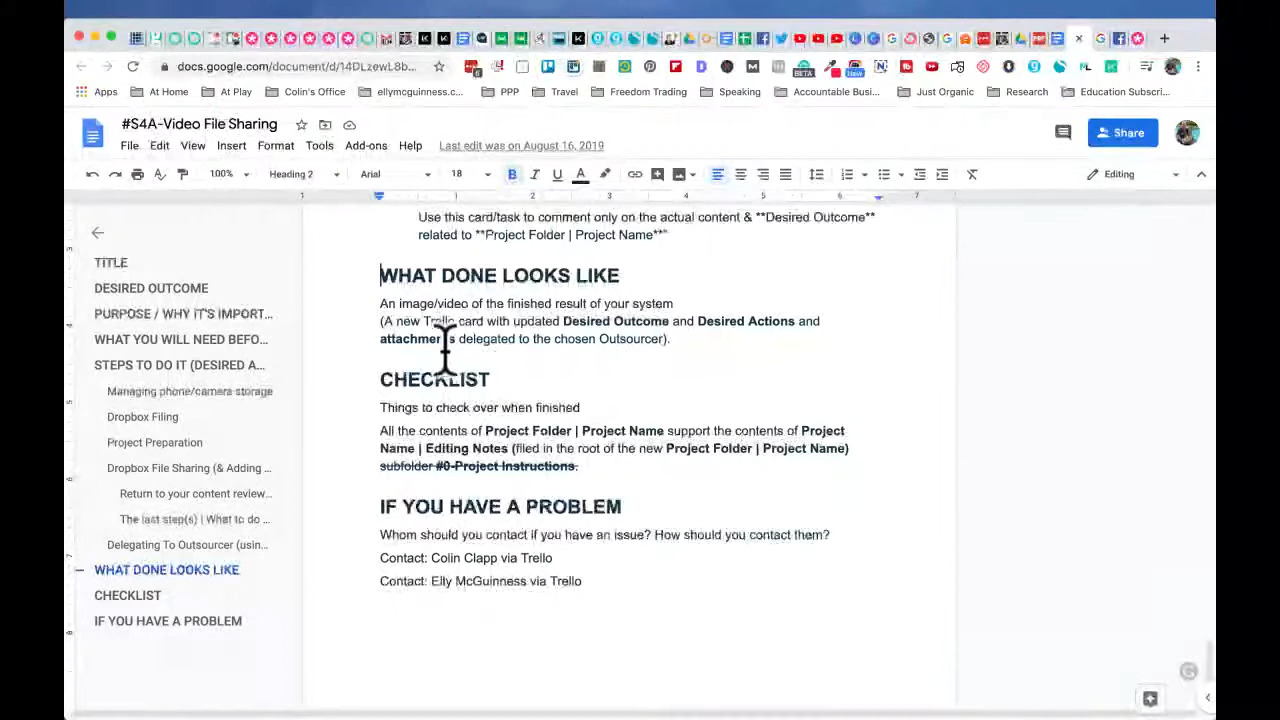 docs.google.com/document/d/14DLzewL8b...
BETA
New
Apps At Home At Play Colin's Office ellymcguinness.c... PPP Travel Freedom Trading Speaking Accountable Busi... Just Organic Research Education Subscri...
#S4A-Video File Sharing
File Edit View Insert Format Tools Add-ons Help Last edit was on August 16, 2019
Share
100% Heading 2 Arial 18 B I U A Editing
1 1 2 3 4 5 6 7
TITLE
DESIRED OUTCOME
PURPOSE / WHY IT'S IMPORT...
WHAT YOU WILL NEED BEFO...
STEPS TO DO IT (DESIRED A...
Managing phone/camera storage
Dropbox Filing
Project Preparation
Dropbox File Sharing (& Adding ...
Return to your content review...
The last step(s) | What to do ...
Delegating To Outsourcer (usin...
WHAT DONE LOOKS LIKE
CHECKLIST
IF YOU HAVE A PROBLEM
Use this card/task to comment only on the actual content & **Desired Outcome**
related to **Project Folder | Project Name**"
WHAT DONE LOOKS LIKE
An image/video of the finished result of your system
(A new Trello card with updated Desired Outcome and Desired Actions and
attachments delegated to the chosen Outsourcer).
CHECKLIST
Things to check over when finished
All the contents of Project Folder | Project Name support the contents of Project
Name | Editing Notes (filed in the root of the new Project Folder | Project Name)
subfolder #0-Project Instructions.
IF YOU HAVE A PROBLEM
Whom should you contact if you have an issue? How should you contact them?
Contact: Colin Clapp via Trello
Contact: Elly McGuinness via Trello